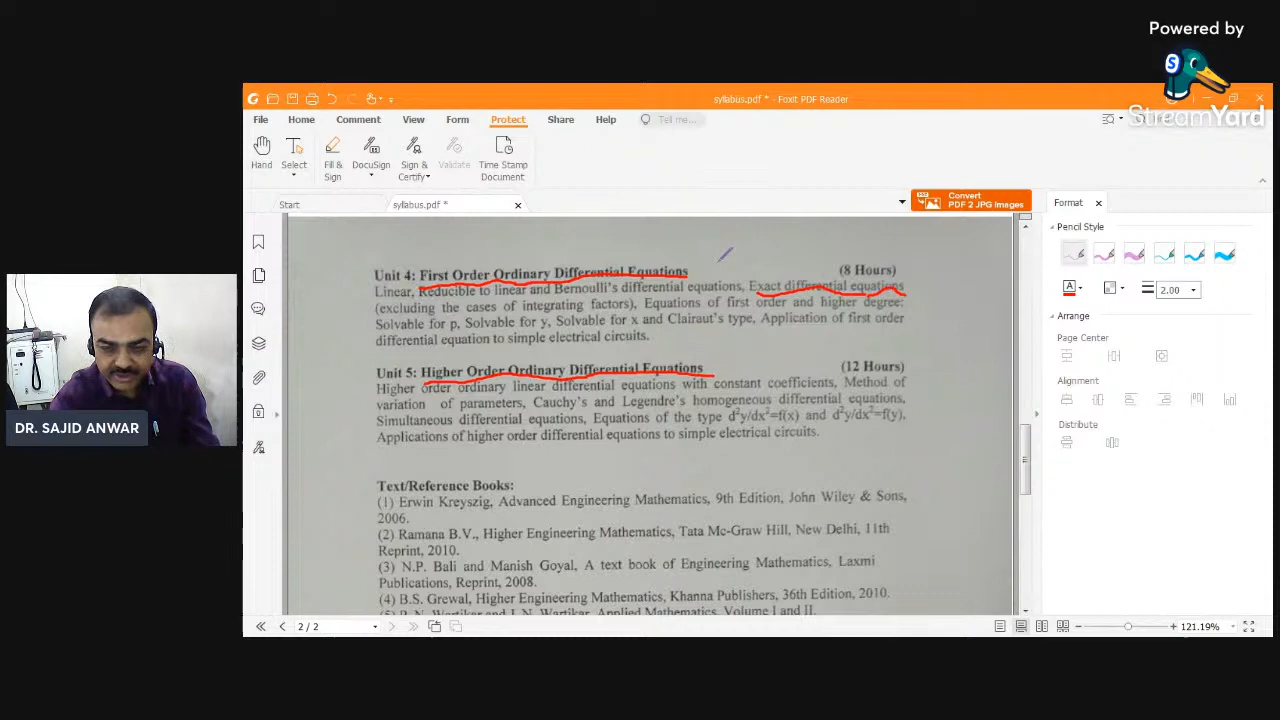 Powered by
StreamYard
syllabus.pdf * - Foxit PDF Reader
File Home Comment View Form Protect Share Help Tell me...
Hand Select Fill & Sign DocuSign Sign & Certify Validate Time Stamp Document
Start syllabus.pdf * Convert PDF 2 JPG Images
Format
Pencil Style
2.00
Arrange
Page Center
Alignment
Distribute
Unit 4: First Order Ordinary Differential Equations (8 Hours)
Linear, Reducible to linear and Bernoulli's differential equations, Exact differential equations
(excluding the cases of integrating factors), Equations of first order and higher degree:
Solvable for p, Solvable for y, Solvable for x and Clairaut's type, Application of first order
differential equation to simple electrical circuits.
Unit 5: Higher Order Ordinary Differential Equations (12 Hours)
Higher order ordinary linear differential equations with constant coefficients, Method of
variation of parameters, Cauchy's and Legendre's homogeneous differential equations,
Simultaneous differential equations, Equations of the type d²y/dx²=f(x) and d²y/dx²=f(y).
Applications of higher order differential equations to simple electrical circuits.
Text/Reference Books:
(1) Erwin Kreyszig, Advanced Engineering Mathematics, 9th Edition, John Wiley & Sons,
2006.
(2) Ramana B.V., Higher Engineering Mathematics, Tata Mc-Graw Hill, New Delhi, 11th
Reprint, 2010.
(3) N.P. Bali and Manish Goyal, A text book of Engineering Mathematics, Laxmi
Publications, Reprint, 2008.
(4) B.S. Grewal, Higher Engineering Mathematics, Khanna Publishers, 36th Edition, 2010.
Wartikar, Applied Mathematics, Volume I and II.
DR. SAJID ANWAR
2 / 2
121.19%